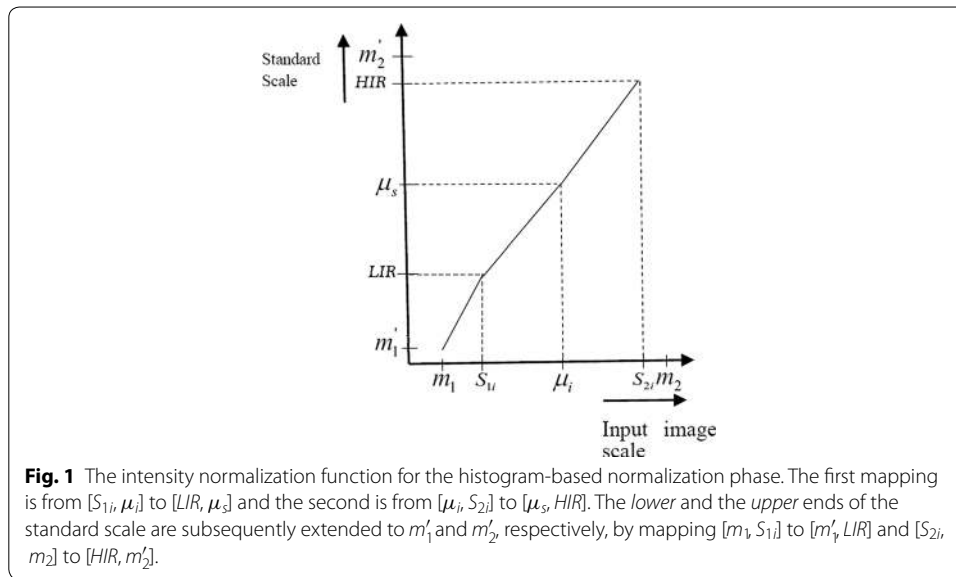 Standard
Scale
m'₂
HIR
μₛ
LIR
m'₁
m₁ S₁ᵢ μᵢ S₂ᵢ m₂
Input image
scale
Fig. 1 The intensity normalization function for the histogram-based normalization phase. The first mapping
is from [S₁ᵢ, μᵢ] to [LIR, μₛ] and the second is from [μᵢ, S₂ᵢ] to [μₛ, HIR]. The lower and the upper ends of the
standard scale are subsequently extended to m′₁ and m′₂, respectively, by mapping [m₁, S₁ᵢ] to [m′₁, LIR] and [S₂ᵢ,
m₂] to [HIR, m′₂].